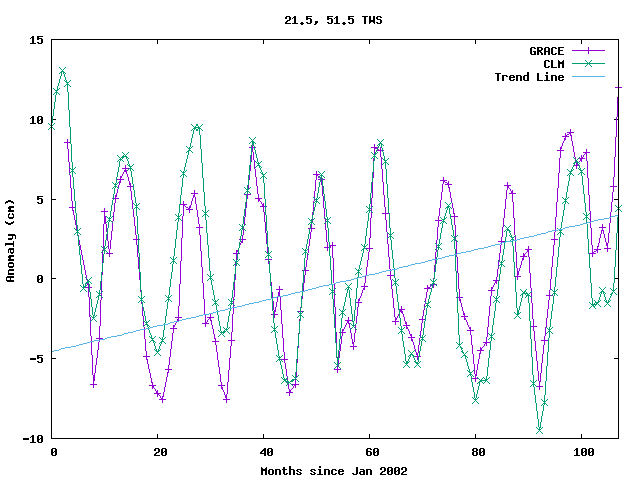 21.5, 51.5 TWS
GRACE
CLM
Trend Line
15
10
5
0
-5
-10
Anomaly (cm)
0 20 40 60 80 100
Months since Jan 2002